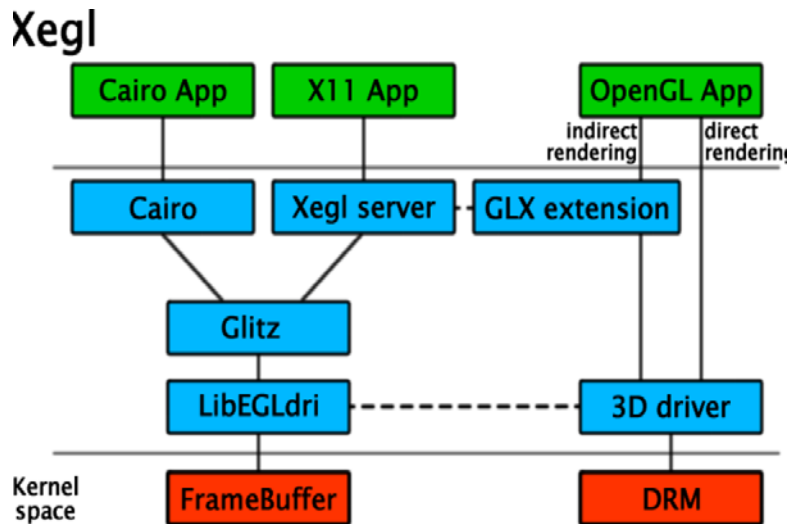 Xegl
Cairo App
X11 App
OpenGL App
indirect
rendering
direct
rendering
Cairo
Xegl server
GLX extension
Glitz
LibEGLdri
3D driver
Kernel
space
FrameBuffer
DRM